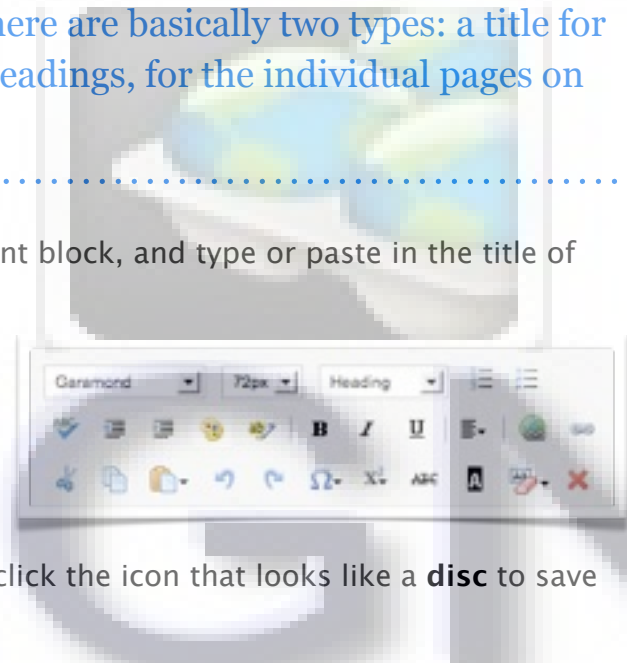 here are basically two types: a title for
eadings, for the individual pages on
nt block, and type or paste in the title of
Garamond 72px Heading
B I U
Ω X ABC A
click the icon that looks like a disc to save